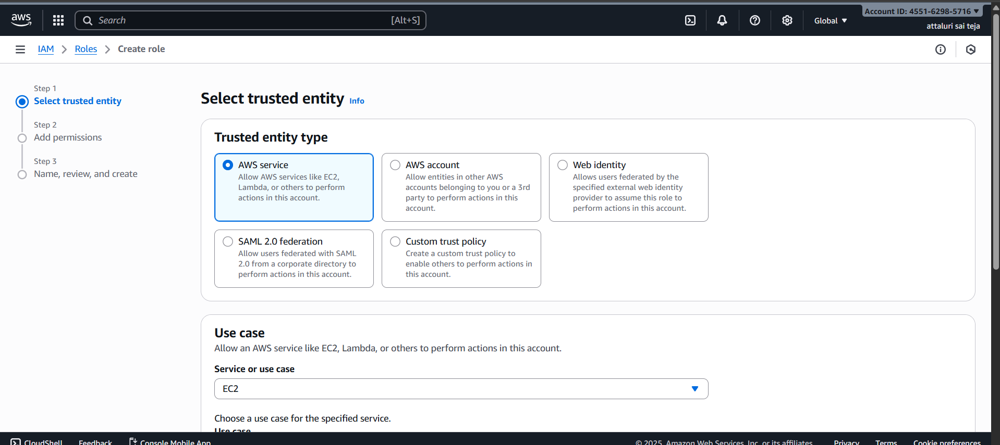 aws
Search
[Alt+S]
Global
Account ID: 4551-6298-5716
attaluri sai teja
IAM
Roles
Create role
Step 1
Select trusted entity
Step 2
Add permissions
Step 3
Name, review, and create
Select trusted entity Info
Trusted entity type
AWS service
Allow AWS services like EC2,
Lambda, or others to perform
actions in this account.
AWS account
Allow entities in other AWS
accounts belonging to you or a 3rd
party to perform actions in this
account.
Web identity
Allows users federated by the
specified external web identity
provider to assume this role to
perform actions in this account.
SAML 2.0 federation
Allow users federated with SAML
2.0 from a corporate directory to
perform actions in this account.
Custom trust policy
Create a custom trust policy to
enable others to perform actions in
this account.
Use case
Allow an AWS service like EC2, Lambda, or others to perform actions in this account.
Service or use case
EC2
Choose a use case for the specified service.
Use case
CloudShell
Feedback
Console Mobile App
© 2025, Amazon Web Services, Inc. or its affiliates.
Privacy
Terms
Cookie preferences